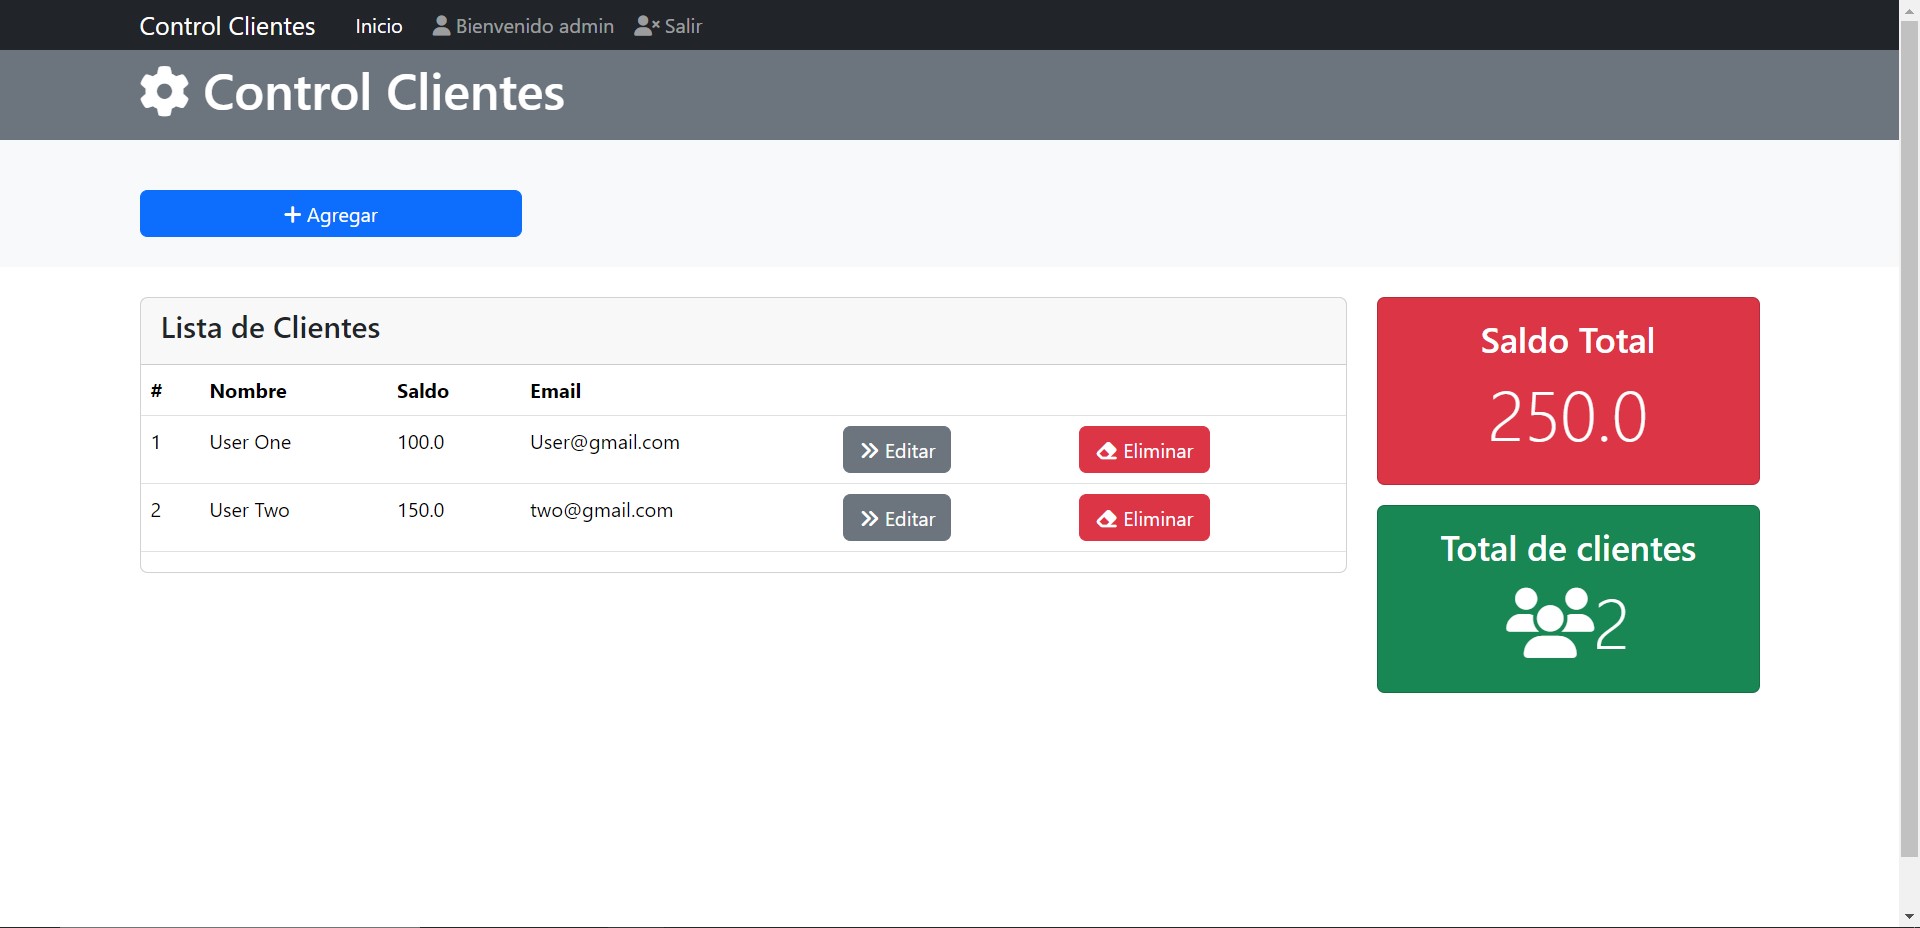 Control Clientes Inicio Bienvenido admin Salir
Control Clientes
Agregar
Lista de Clientes
# Nombre Saldo Email
1 User One 100.0 User@gmail.com Editar Eliminar
2 User Two 150.0 two@gmail.com Editar Eliminar
Saldo Total
250.0
Total de clientes
2